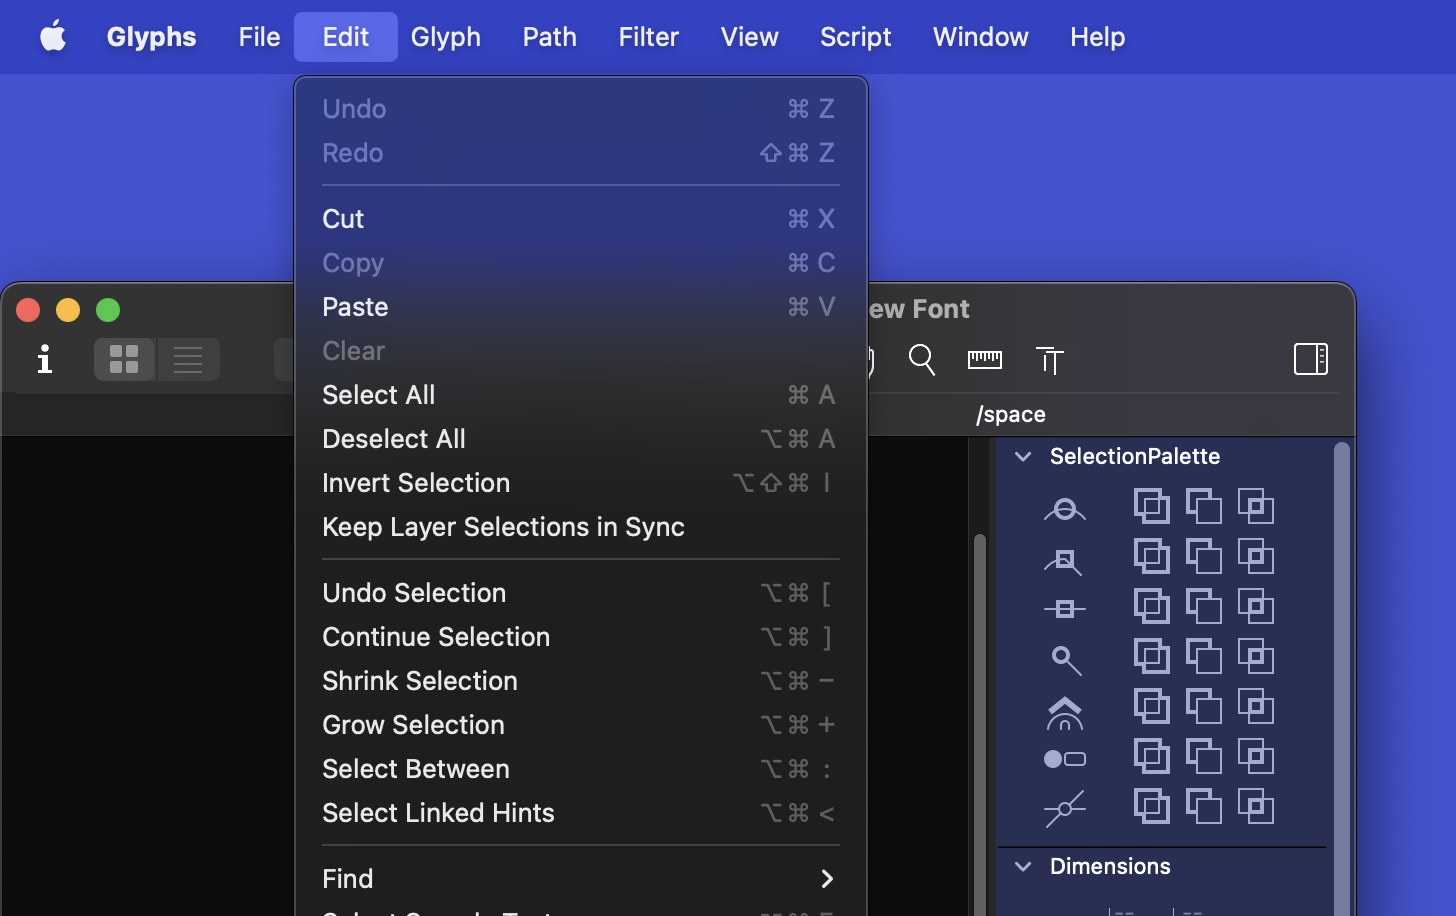 Glyphs File Edit Glyph Path Filter View Script Window Help
Undo ⌘ Z
Redo ⇧⌘ Z
Cut ⌘ X
Copy ⌘ C
Paste ⌘ V
Clear
Select All ⌘ A
Deselect All ⌥⌘ A
Invert Selection ⌥⇧⌘ I
Keep Layer Selections in Sync
Undo Selection ⌥⌘ [
Continue Selection ⌥⌘ ]
Shrink Selection ⌥⌘ −
Grow Selection ⌥⌘ +
Select Between ⌥⌘ :
Select Linked Hints ⌥⌘ <
Find
ew Font
/space
SelectionPalette
Dimensions